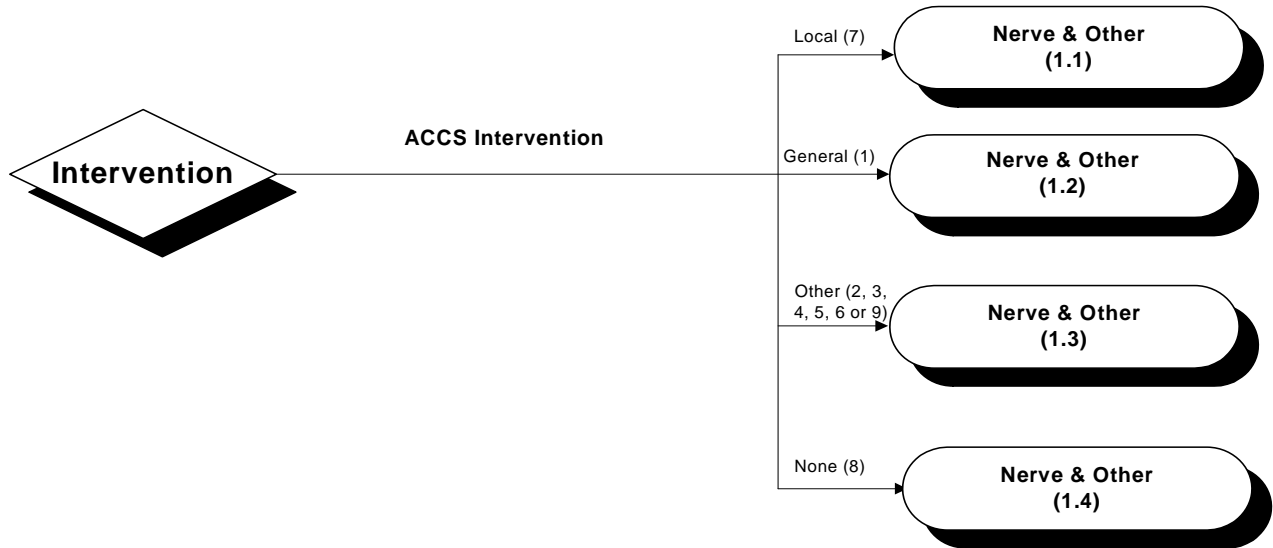 Intervention
ACCS Intervention
Local (7)
Nerve & Other
(1.1)
General (1)
Nerve & Other
(1.2)
Other (2, 3,
4, 5, 6 or 9)
Nerve & Other
(1.3)
None (8)
Nerve & Other
(1.4)